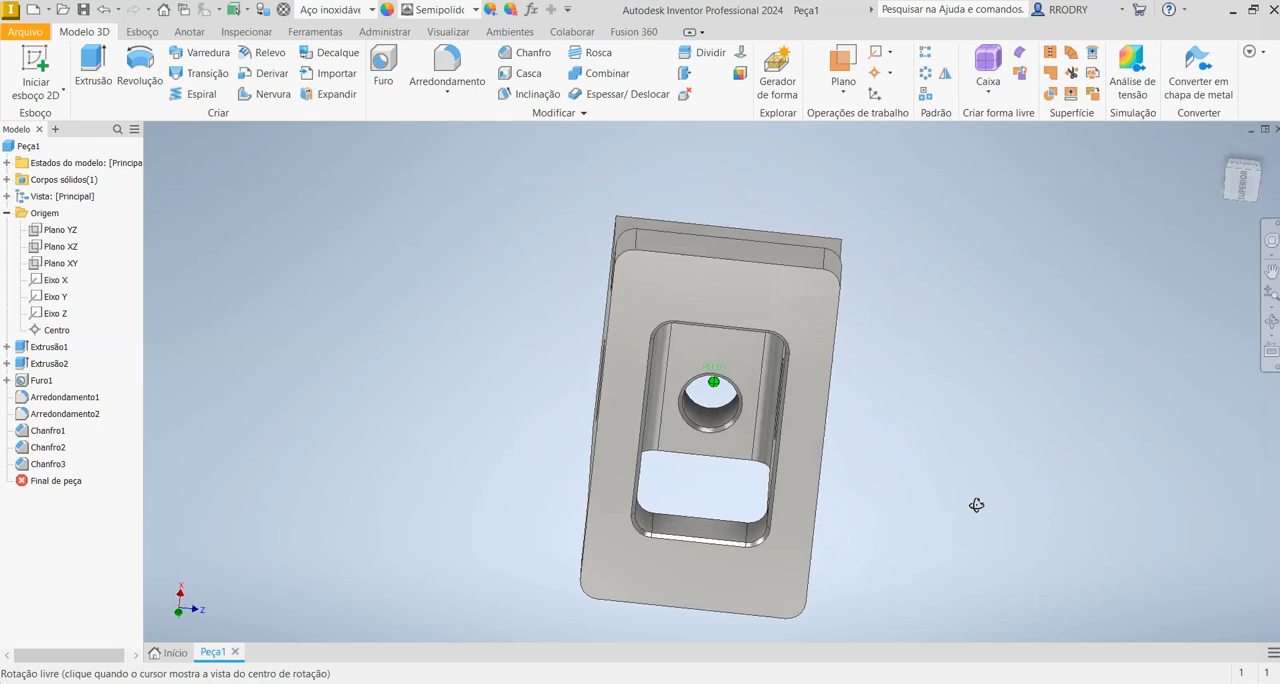 Aço inoxidáve
Semipolid
Autodesk Inventor Professional 2024 Peça1
Pesquisar na Ajuda e comandos.
RRODRY
Arquivo Modelo 3D Esboço Anotar Inspecionar Ferramentas Administrar Visualizar Ambientes Colaborar Fusion 360
Iniciar
esboço 2D
Extrusão
Revolução
Varredura
Transição
Espiral
Relevo
Derivar
Nervura
Decalque
Importar
Expandir
Furo
Arredondamento
Chanfro
Casca
Inclinação
Rosca
Combinar
Espessar/ Deslocar
Dividir
Gerador
de forma
Plano
Caixa
Análise de
tensão
Converter em
chapa de metal
Esboço Criar Modificar Explorar Operações de trabalho Padrão Criar forma livre Superfície Simulação Converter
Modelo
Peça1
Estados do modelo: [Principa
Corpos sólidos(1)
Vista: [Principal]
Origem
Plano YZ
Plano XZ
Plano XY
Eixo X
Eixo Y
Eixo Z
Centro
Extrusão1
Extrusão2
Furo1
Arredondamento1
Arredondamento2
Chanfro1
Chanfro2
Chanfro3
Final de peça
SUPERIOR
X
Z
Início
Peça1
Rotação livre (clique quando o cursor mostra a vista do centro de rotação)
1 1